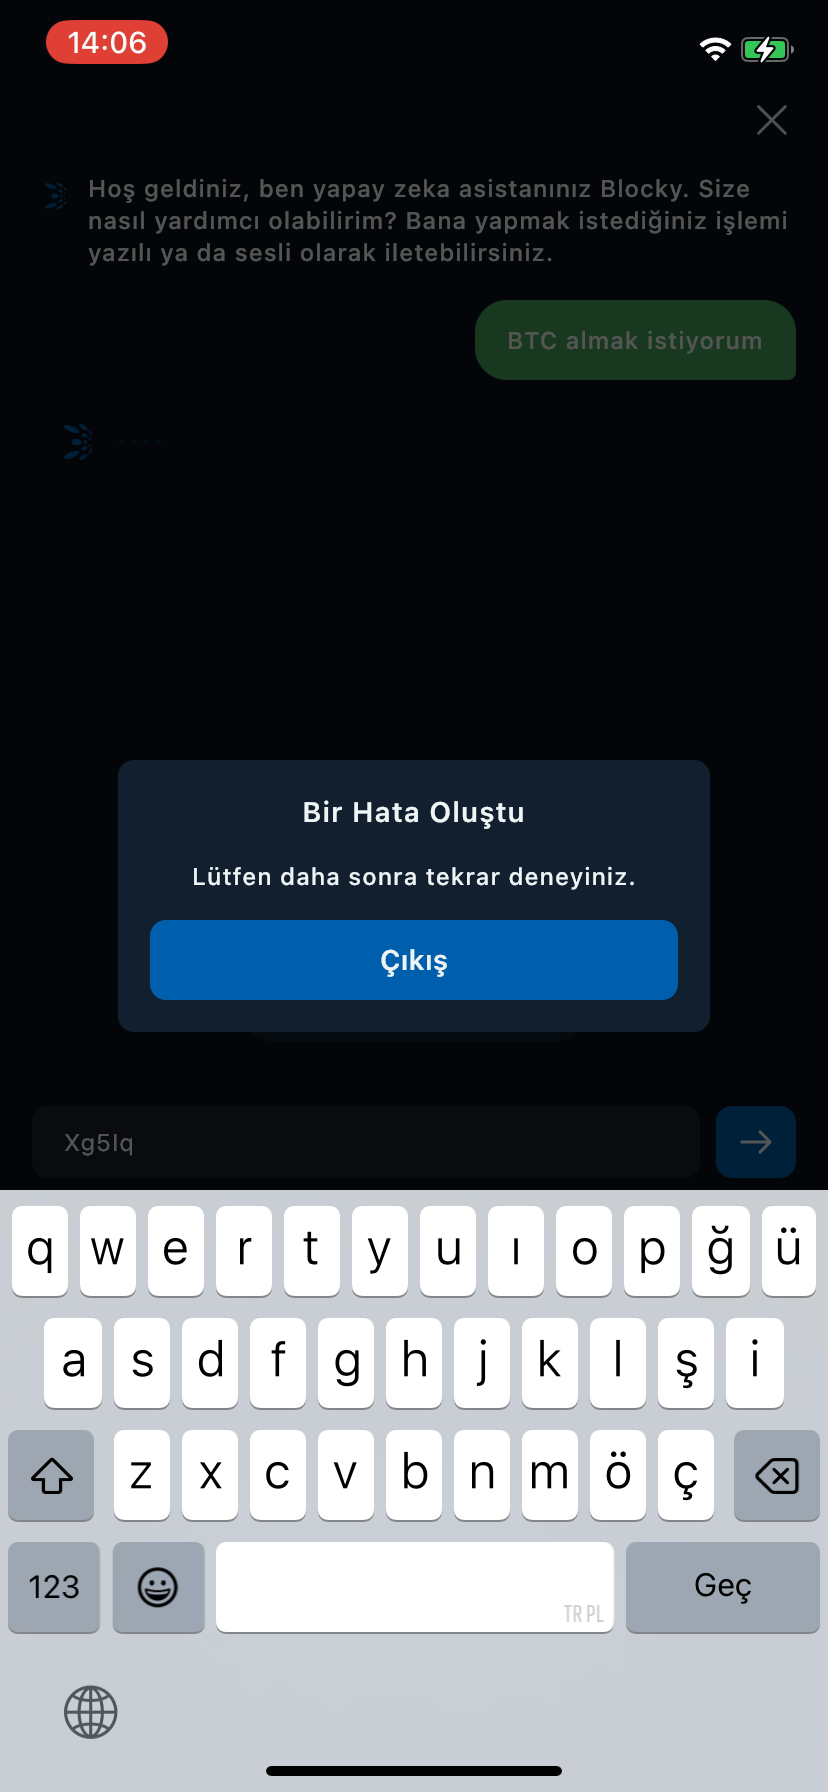 14:06
Hoş geldiniz, ben yapay zeka asistanınız Blocky. Size
nasıl yardımcı olabilirim? Bana yapmak istediğiniz işlemi
yazılı ya da sesli olarak iletebilirsiniz.
BTC almak istiyorum
Bir Hata Oluştu
Lütfen daha sonra tekrar deneyiniz.
Çıkış
Xg5lq
q w e r t y u ı o p ğ ü
a s d f g h j k l ş i
z x c v b n m ö ç
123
TR PL
Geç